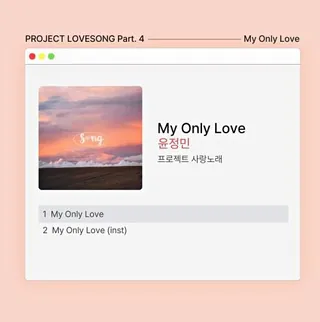 PROJECT LOVESONG Part. 4 My Only Love
Song
My Only Love
윤정민
프로젝트 사랑노래
1 My Only Love
2 My Only Love (inst)